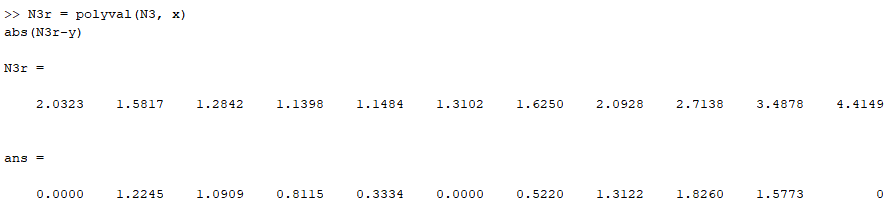 >> N3r = polyval(N3, x)
abs(N3r-y)
N3r =
2.0323 1.5817 1.2842 1.1398 1.1484 1.3102 1.6250 2.0928 2.7138 3.4878 4.4149
ans =
0.0000 1.2245 1.0909 0.8115 0.3334 0.0000 0.5220 1.3122 1.8260 1.5773 0